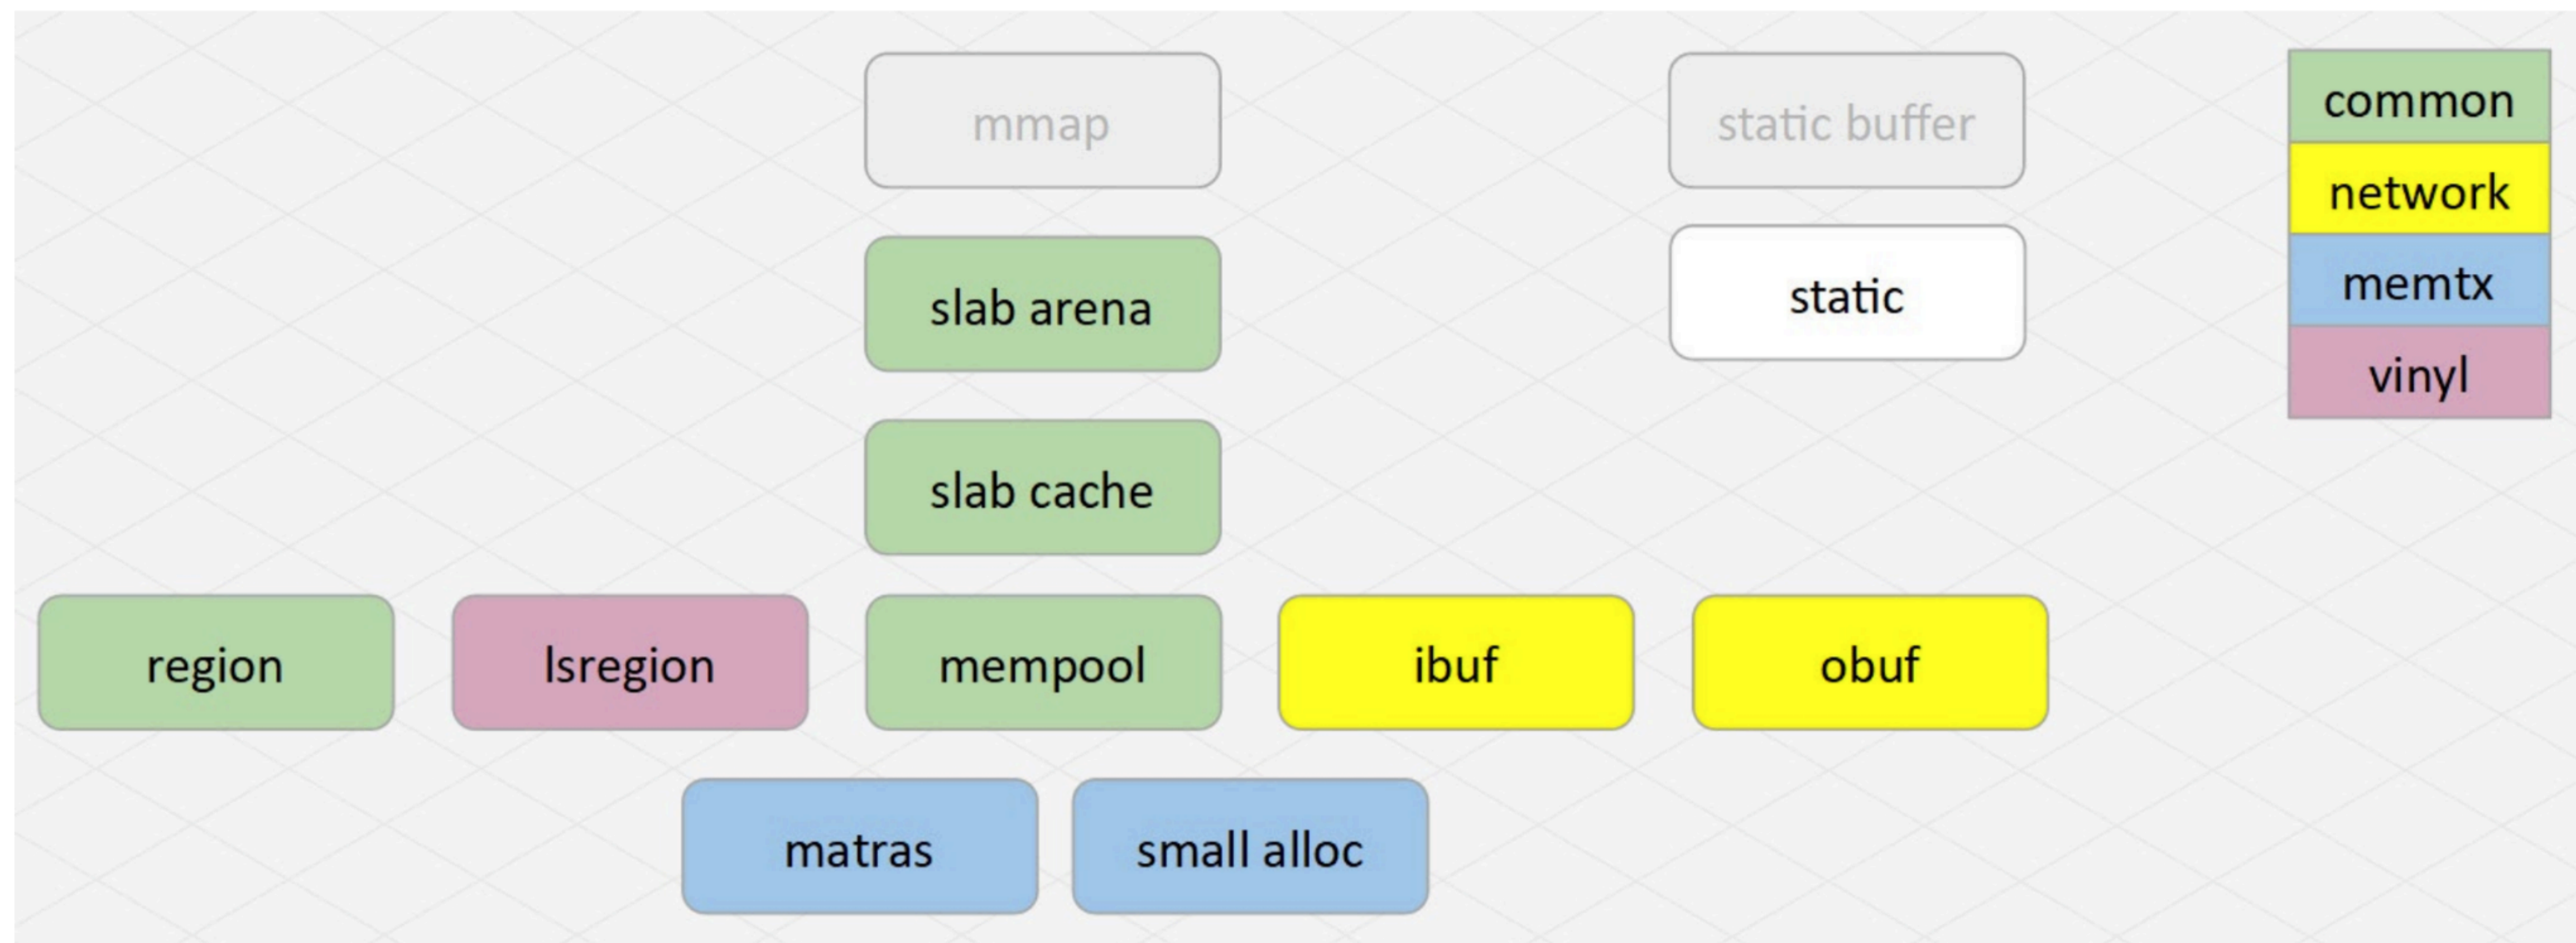 mmap
static buffer
common
network
memtx
vinyl
slab arena
static
slab cache
region
lsregion
mempool
ibuf
obuf
matras
small alloc